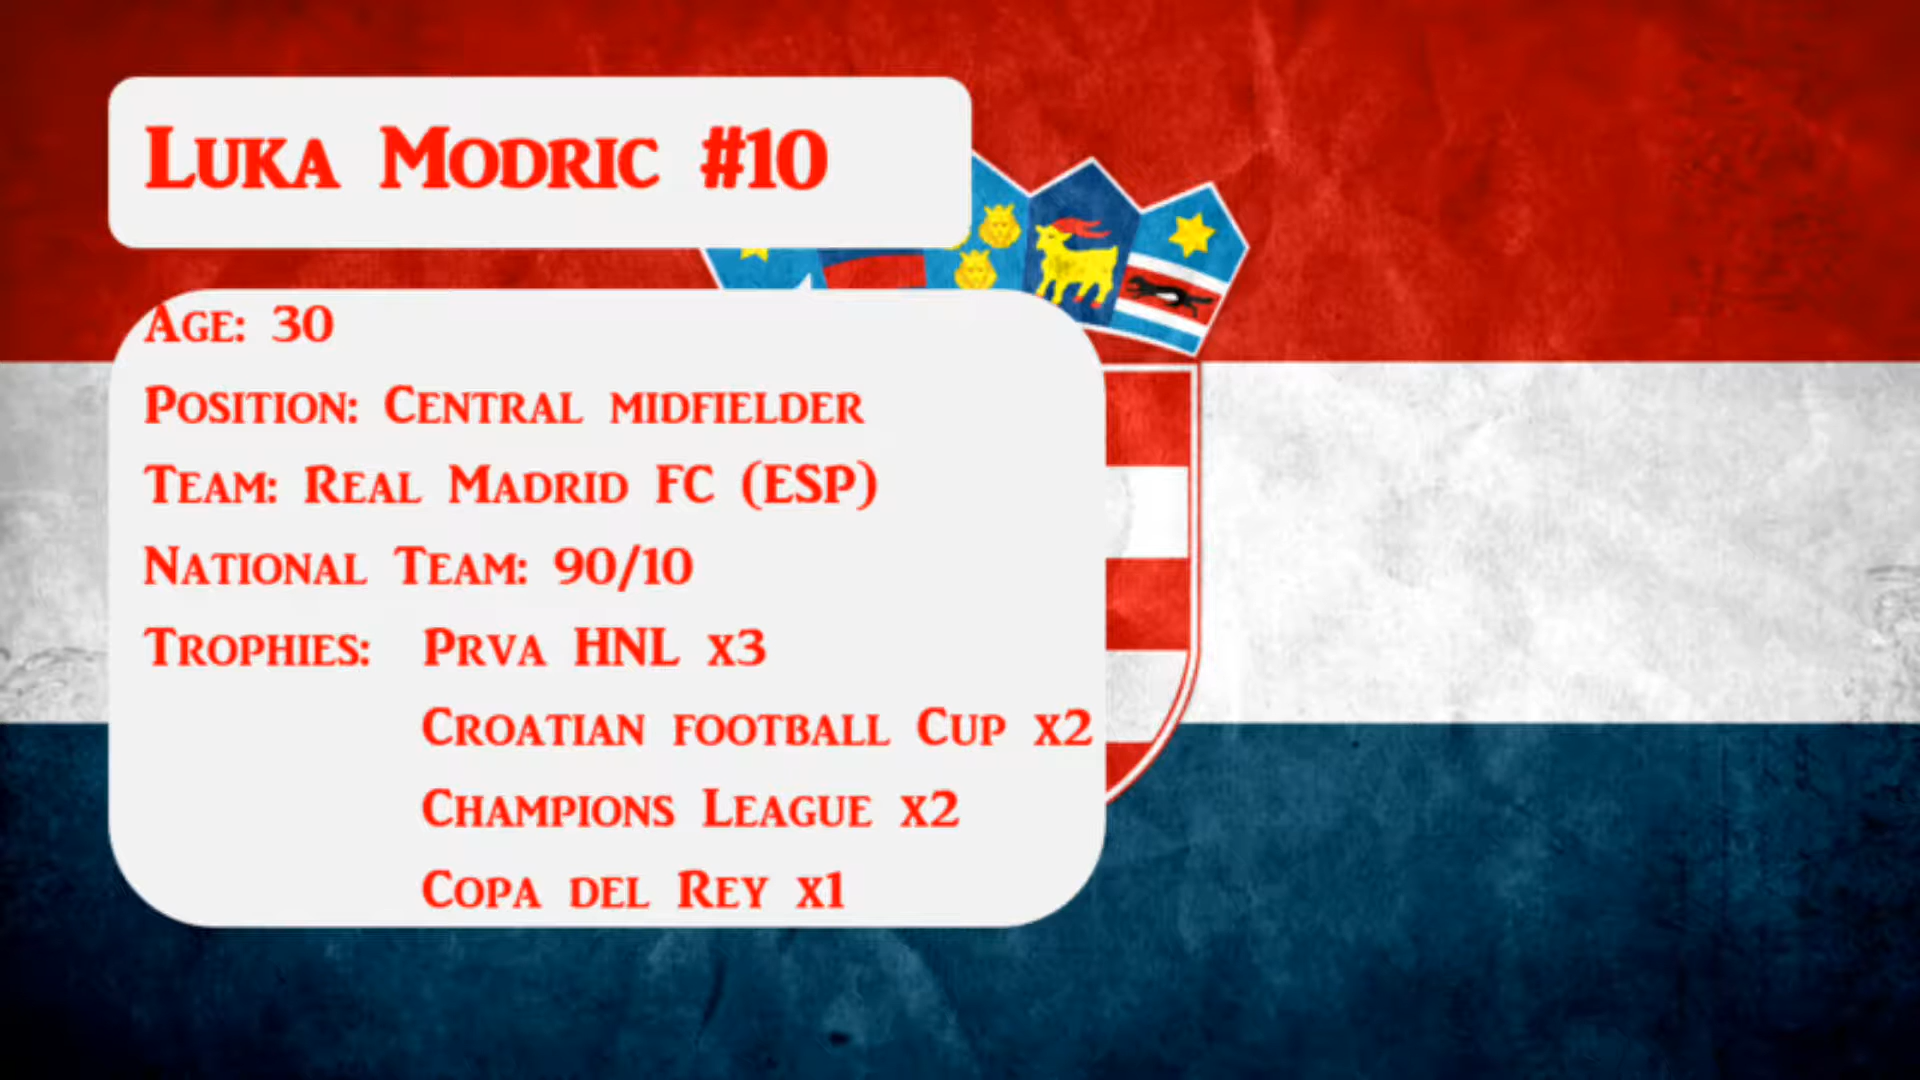 Luka Modric #10
Age: 30
Position: Central midfielder
Team: Real Madrid FC (ESP)
National Team: 90/10
Trophies: Prva HNL x3
Croatian football Cup x2
Champions League x2
Copa del Rey x1